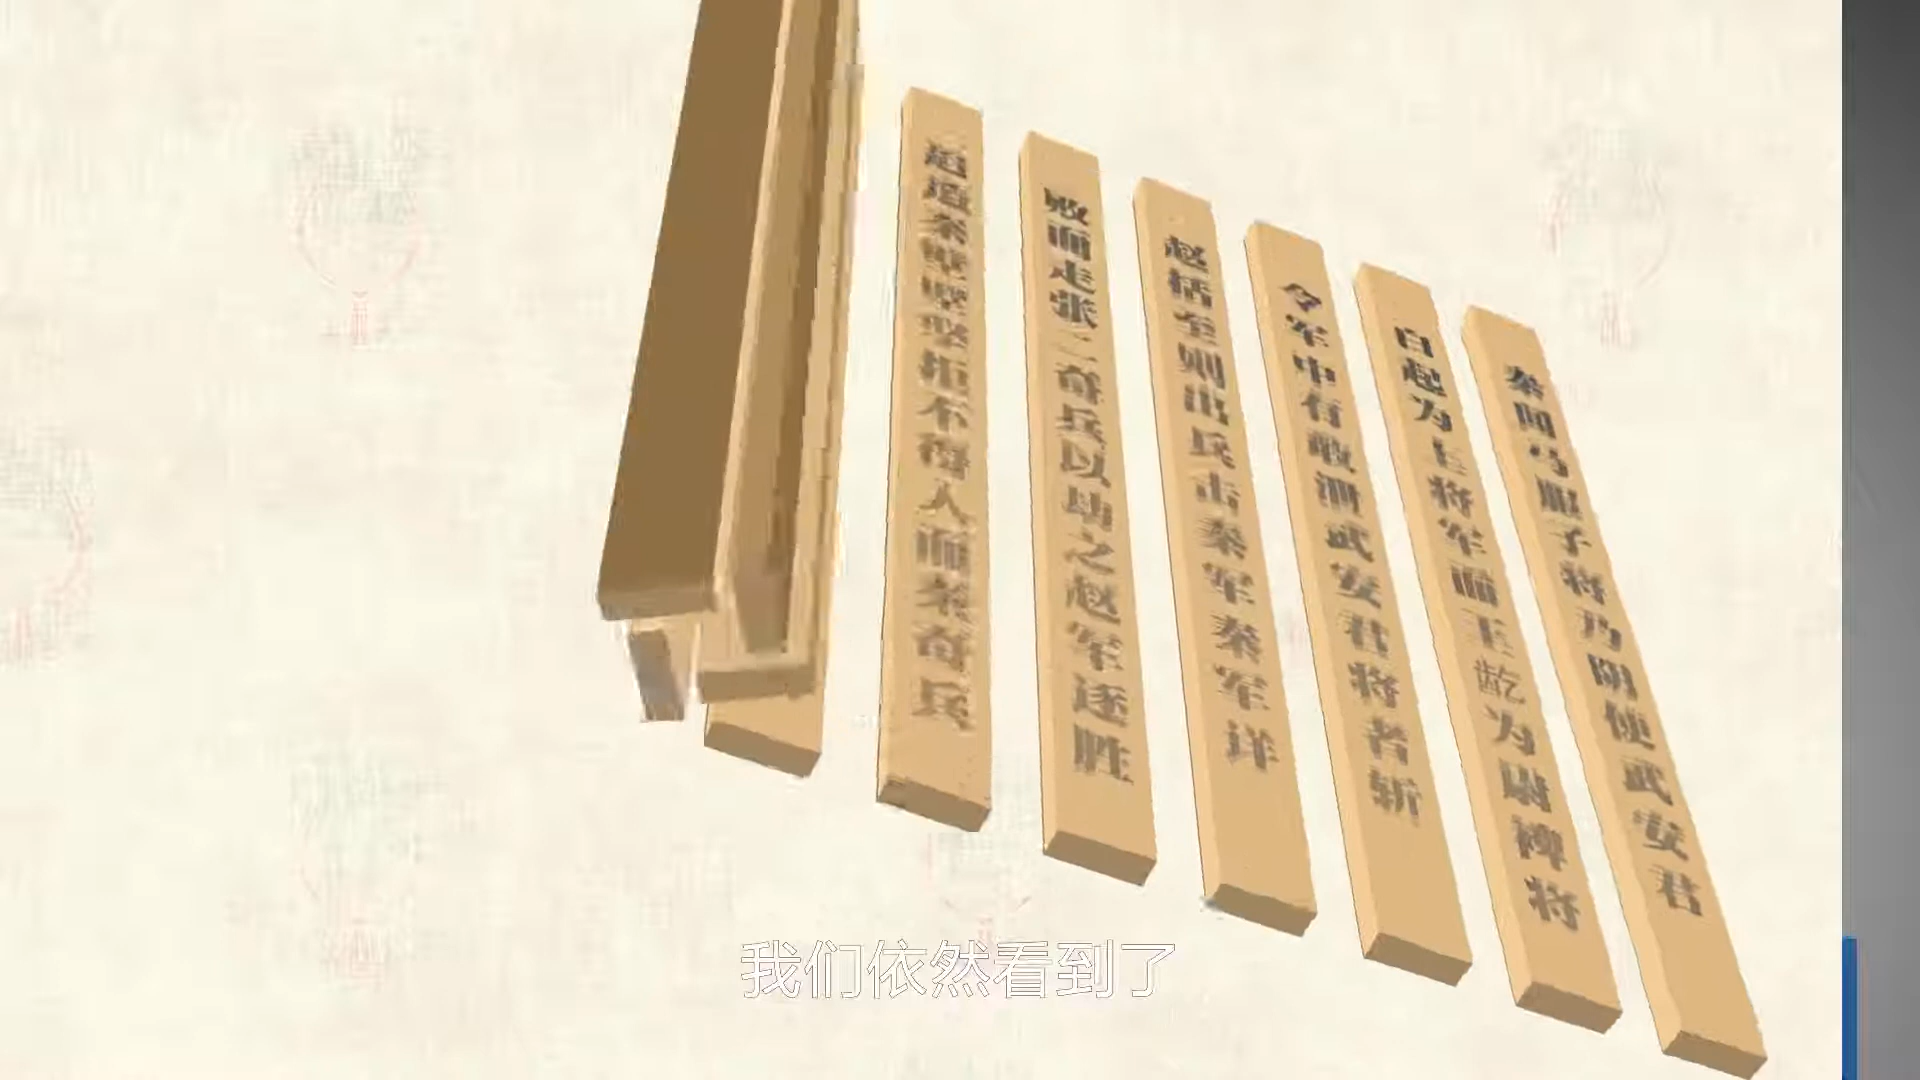 秦闻马服子将乃阴使武安君
白起为上将军而王龁为尉裨将
令军中有敢泄武安君将者斩
赵括至则出兵击秦军秦军详
败而走张二奇兵以劫之赵军逐胜
追造秦壁壁坚拒不得入而秦奇兵
我们依然看到了